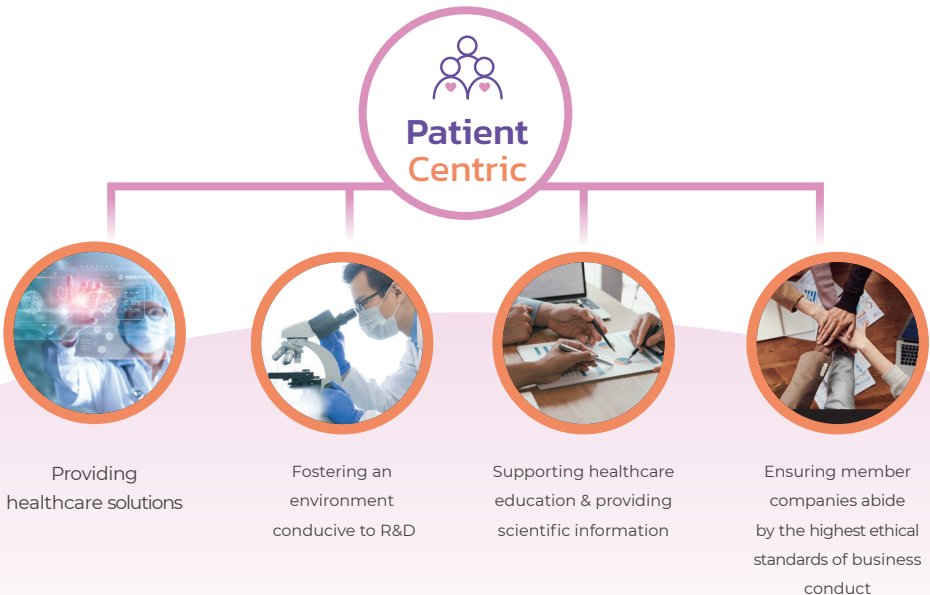 Patient
Centric
Providing
healthcare solutions
Fostering an
environment
conducive to R&D
Supporting healthcare
education & providing
scientific information
Ensuring member
companies abide
by the highest ethical
standards of business
conduct